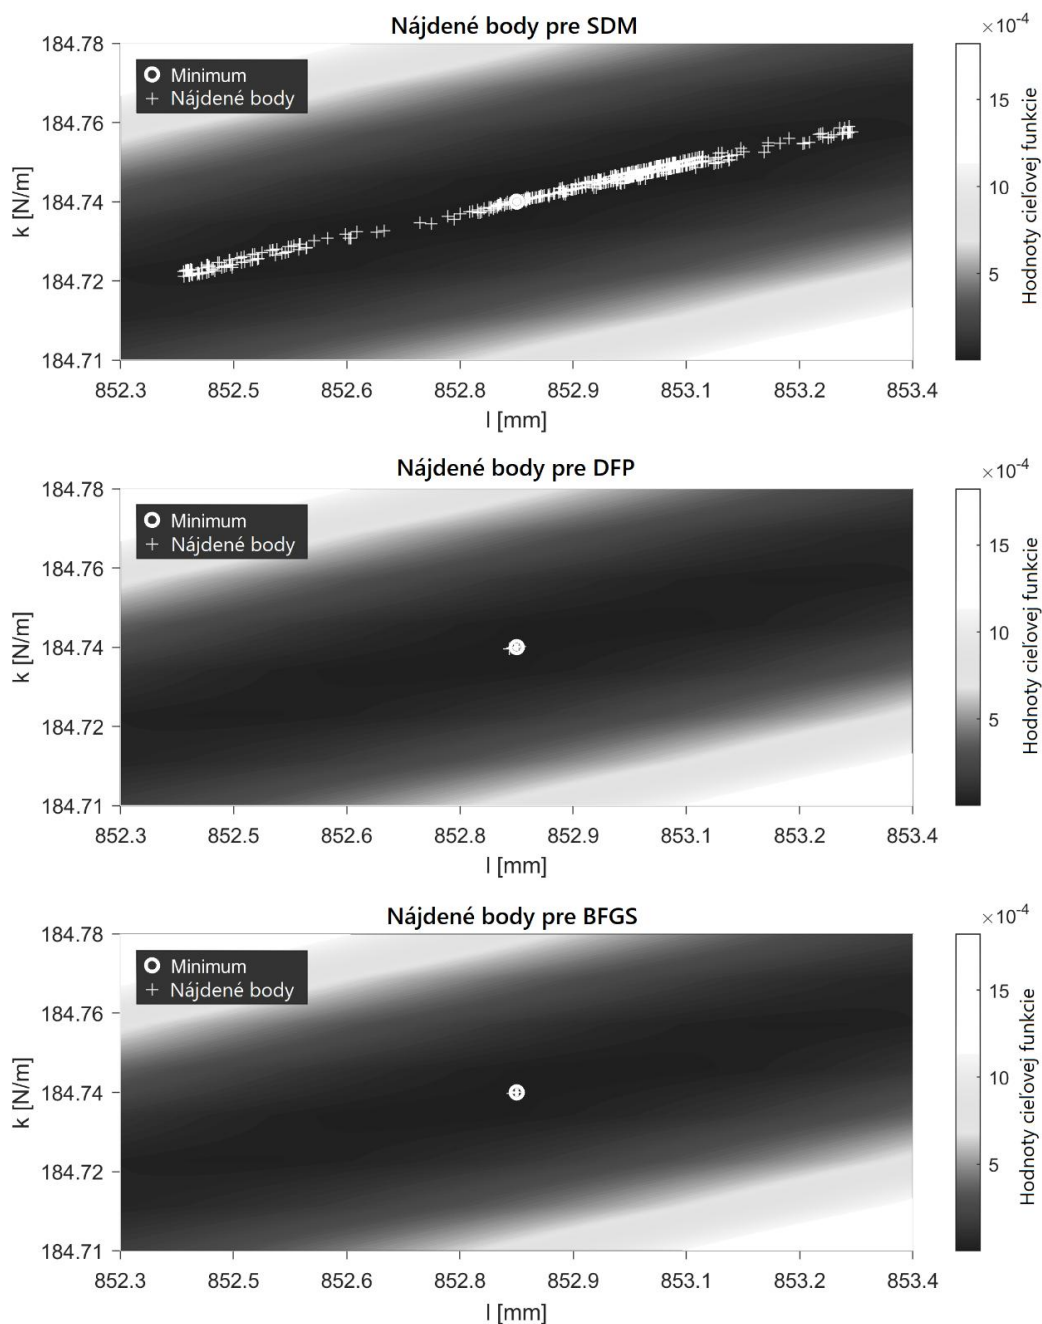 Nájdené body pre SDM
×10-4
184.78
184.76
184.74
184.72
184.71
k [N/m]
Minimum
Nájdené body
15
10
5
Hodnoty cieľovej funkcie
852.3 852.5 852.6 852.8 852.9 853.1 853.2 853.4
l [mm]
Nájdené body pre DFP
×10-4
184.78
184.76
184.74
184.72
184.71
k [N/m]
Minimum
Nájdené body
15
10
5
Hodnoty cieľovej funkcie
852.3 852.5 852.6 852.8 852.9 853.1 853.2 853.4
l [mm]
Nájdené body pre BFGS
×10-4
184.78
184.76
184.74
184.72
184.71
k [N/m]
Minimum
Nájdené body
15
10
5
Hodnoty cieľovej funkcie
852.3 852.5 852.6 852.8 852.9 853.1 853.2 853.4
l [mm]